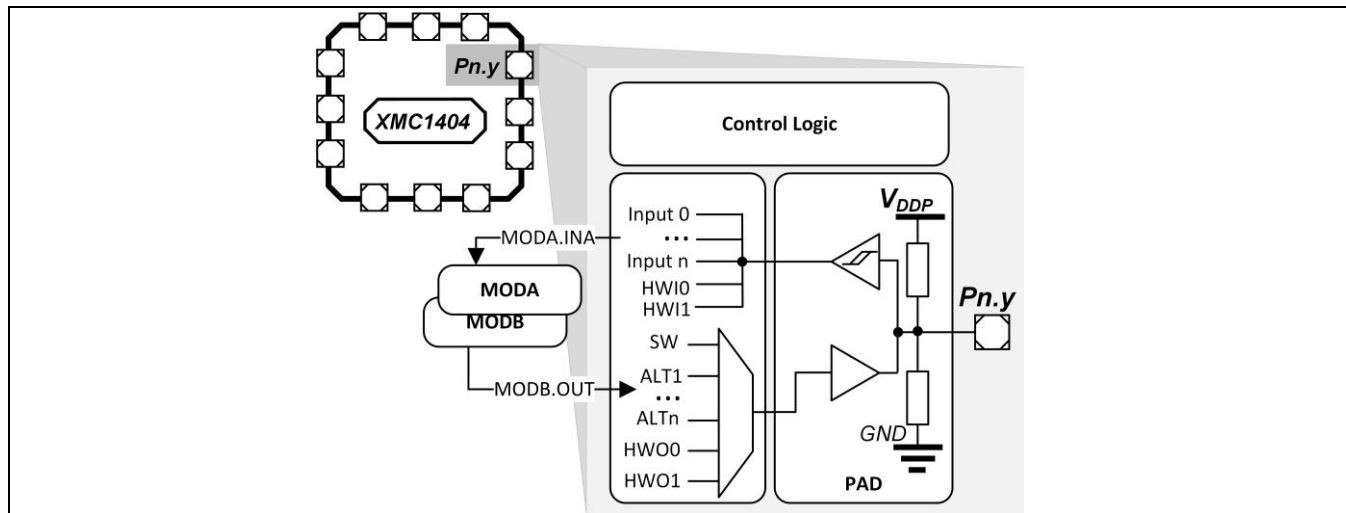 Pn.y
XMC1404
Control Logic
V_DDP
Input 0
...
Input n
HWI0
HWI1
MODA.INA
MODA
MODB
MODB.OUT
SW
ALT1
...
ALTn
HWO0
HWO1
Pn.y
GND
PAD